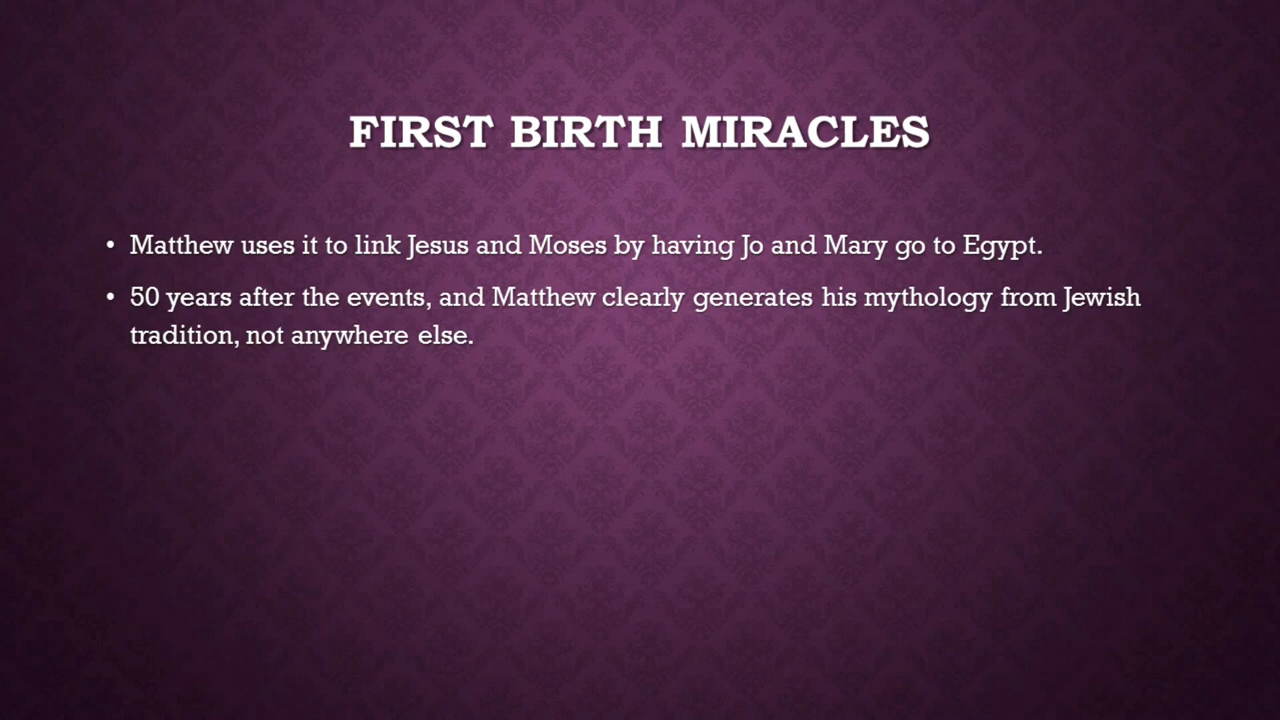 FIRST BIRTH MIRACLES
• Matthew uses it to link Jesus and Moses by having Jo and Mary go to Egypt.
• 50 years after the events, and Matthew clearly generates his mythology from Jewish
tradition, not anywhere else.